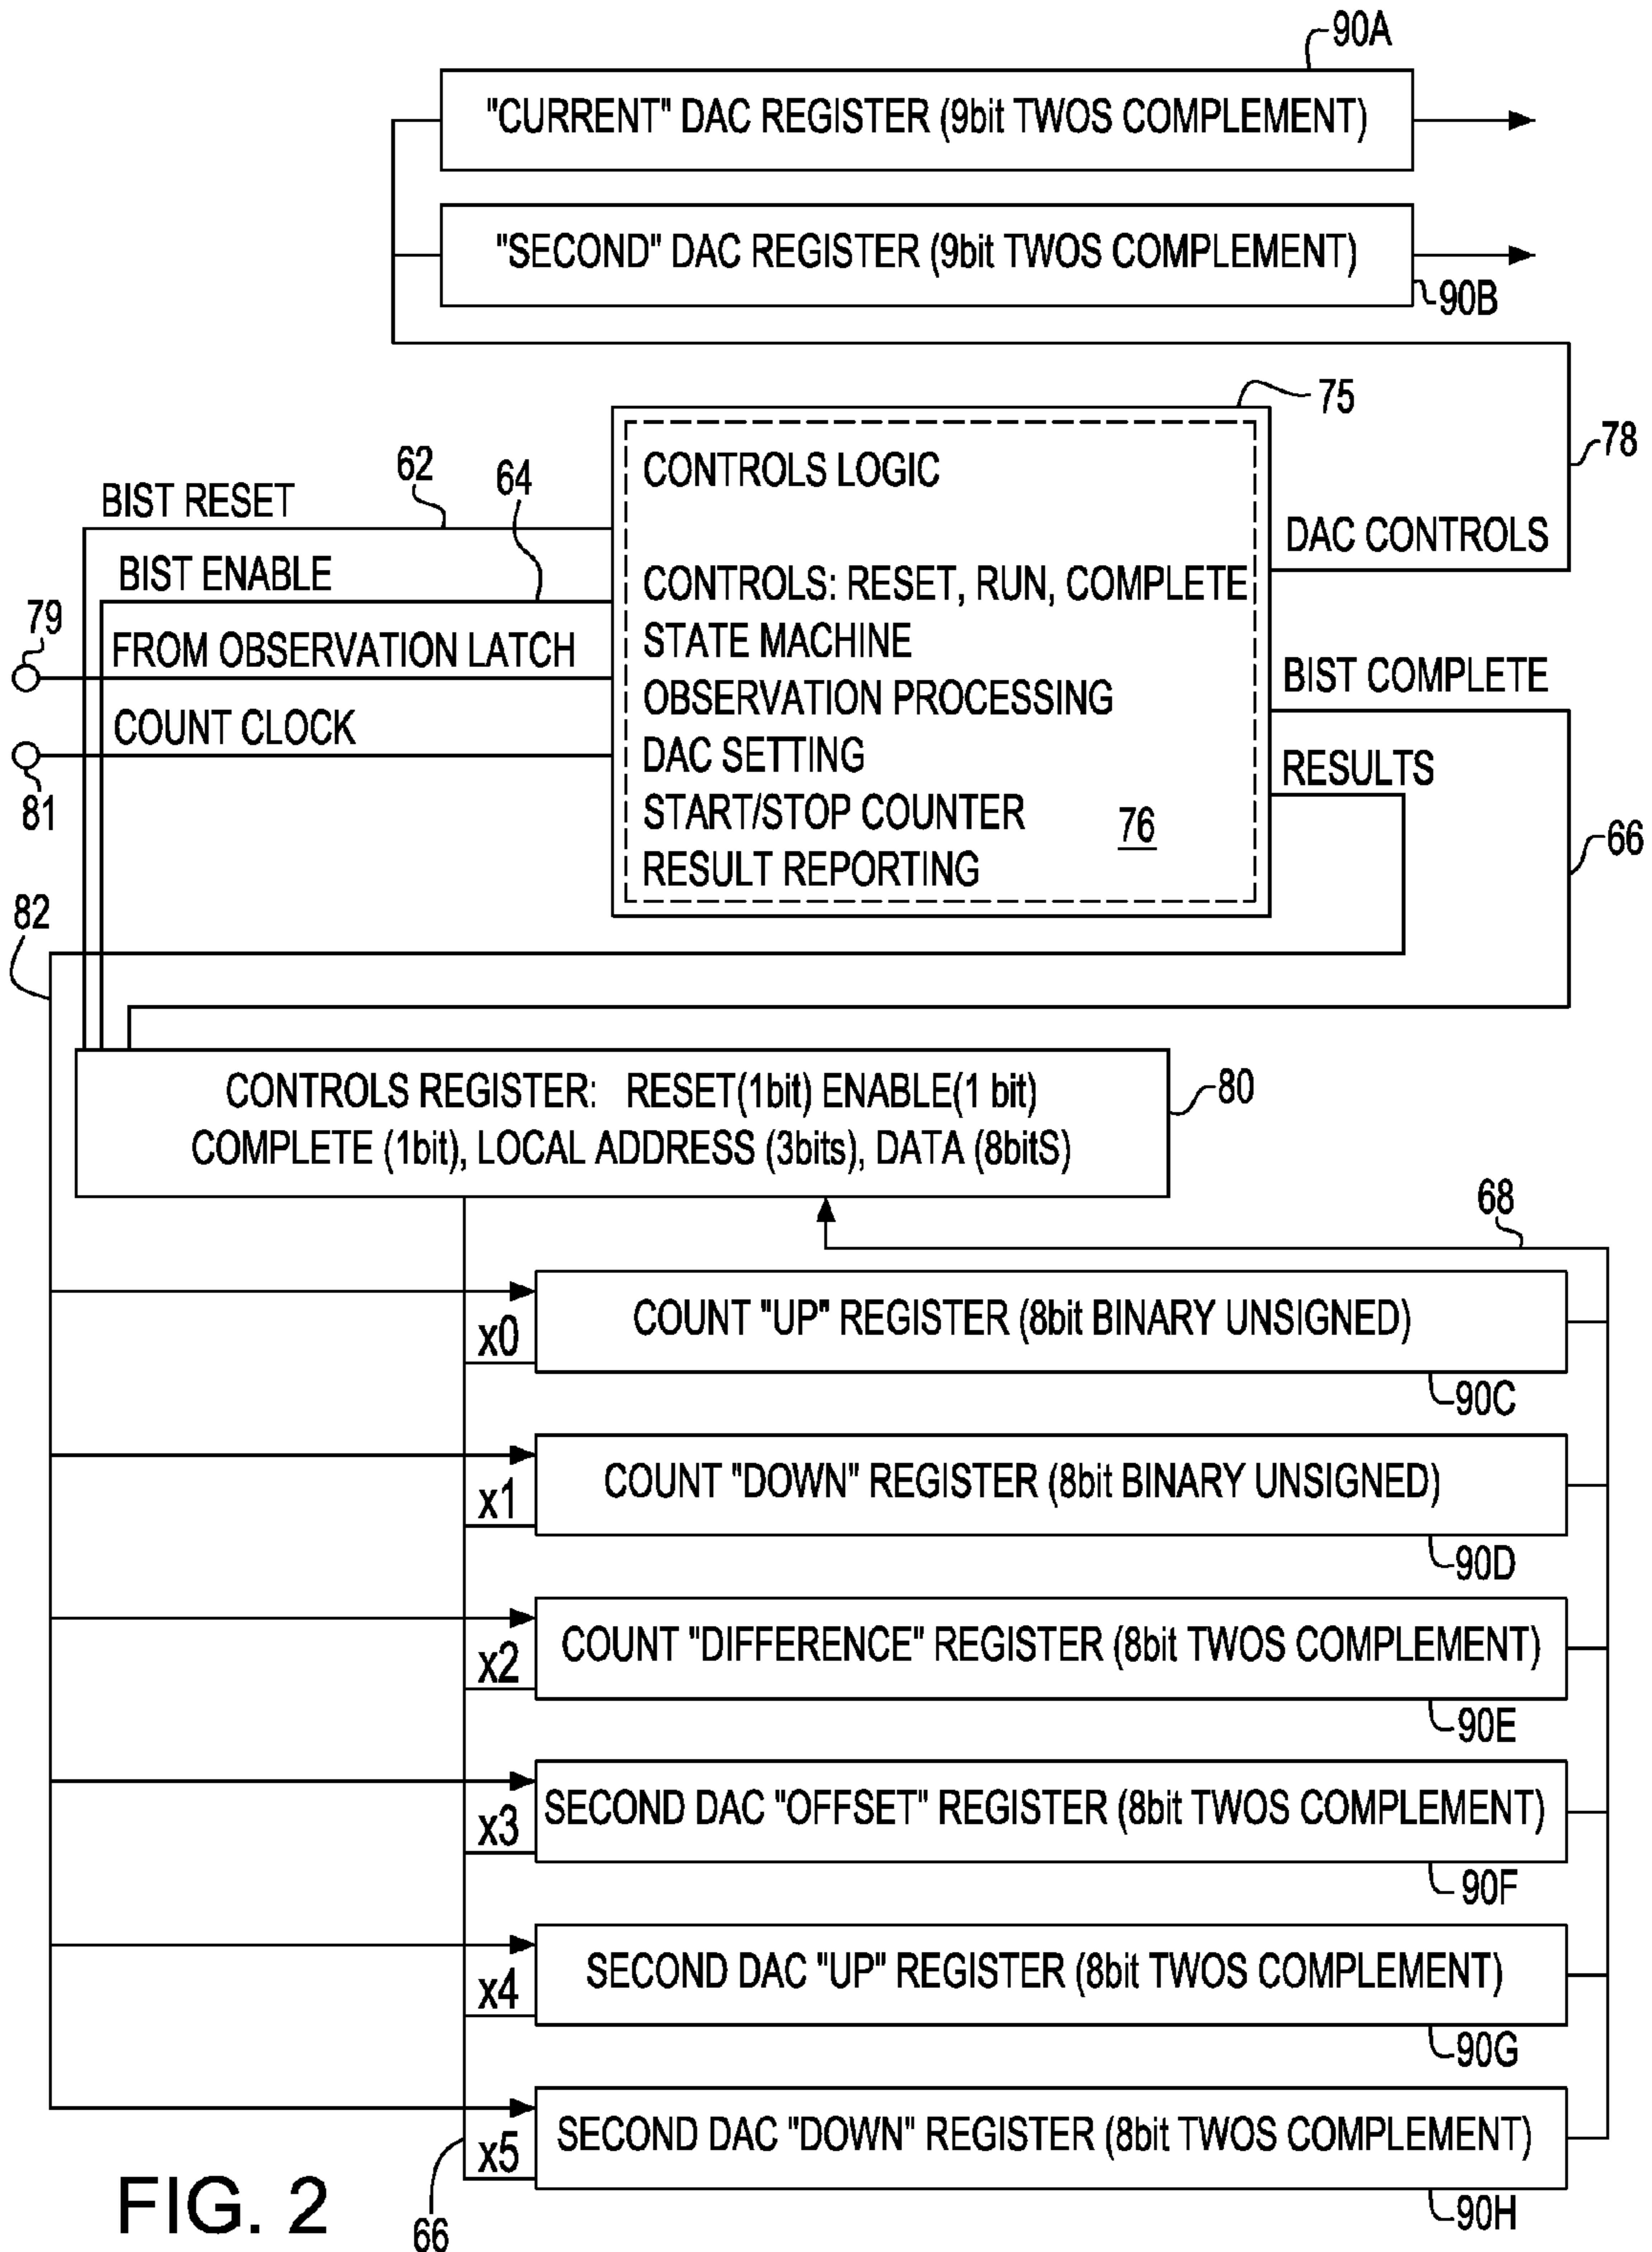 90A
"CURRENT" DAC REGISTER (9bit TWOS COMPLEMENT)
"SECOND" DAC REGISTER (9bit TWOS COMPLEMENT)
90B
75
78
62
64
BIST RESET
BIST ENABLE
79
FROM OBSERVATION LATCH
COUNT CLOCK
81
CONTROLS LOGIC
CONTROLS: RESET, RUN, COMPLETE
STATE MACHINE
OBSERVATION PROCESSING
DAC SETTING
START/STOP COUNTER
76
RESULT REPORTING
DAC CONTROLS
BIST COMPLETE
RESULTS
66
82
CONTROLS REGISTER: RESET(1bit) ENABLE(1 bit)
COMPLETE (1bit), LOCAL ADDRESS (3bits), DATA (8bitS)
80
68
x0
COUNT "UP" REGISTER (8bit BINARY UNSIGNED)
90C
x1
COUNT "DOWN" REGISTER (8bit BINARY UNSIGNED)
90D
x2
COUNT "DIFFERENCE" REGISTER (8bit TWOS COMPLEMENT)
90E
x3
SECOND DAC "OFFSET" REGISTER (8bit TWOS COMPLEMENT)
90F
x4
SECOND DAC "UP" REGISTER (8bit TWOS COMPLEMENT)
90G
x5
SECOND DAC "DOWN" REGISTER (8bit TWOS COMPLEMENT)
90H
66
FIG. 2